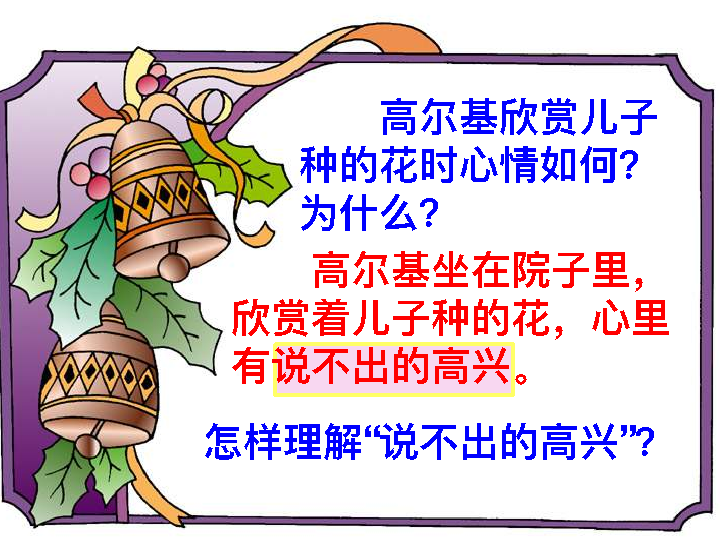 高尔基欣赏儿子
种的花时心情如何?
为什么?
高尔基坐在院子里，
欣赏着儿子种的花，心里
有说不出的高兴。
怎样理解“说不出的高兴”?